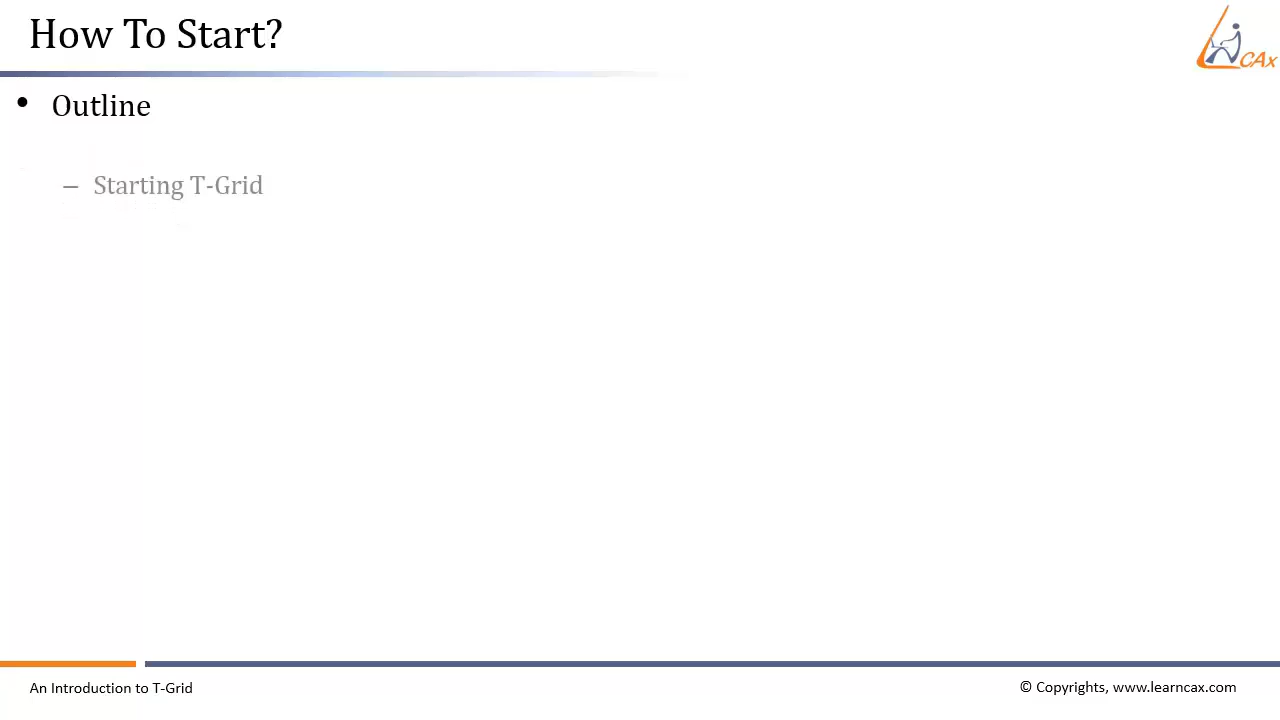 How To Start?
CAx
• Outline
– Starting T-Grid
An Introduction to T-Grid
© Copyrights, www.learncax.com